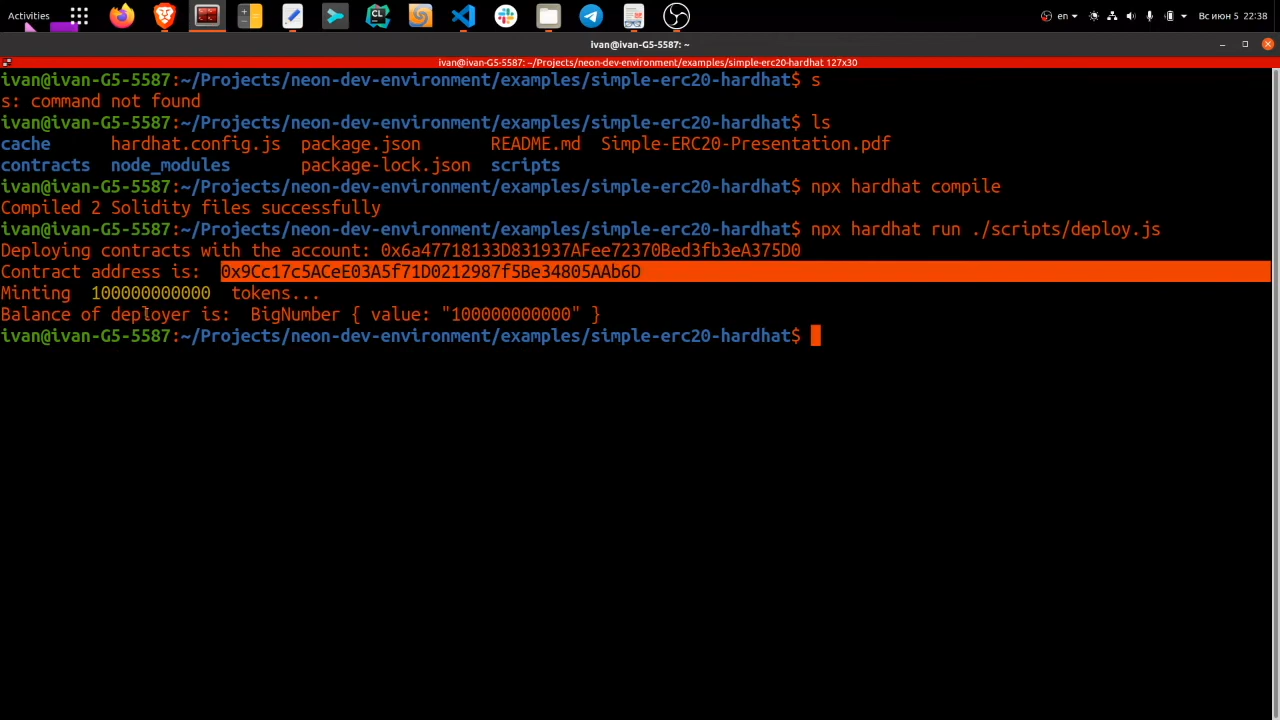 Activities
en
Вс июн 5 22:38
ivan@ivan-G5-5587: ~
ivan@ivan-G5-5587: ~/Projects/neon-dev-environment/examples/simple-erc20-hardhat 127x30
ivan@ivan-G5-5587:~/Projects/neon-dev-environment/examples/simple-erc20-hardhat$ s
s: command not found
ivan@ivan-G5-5587:~/Projects/neon-dev-environment/examples/simple-erc20-hardhat$ ls
cache hardhat.config.js package.json README.md Simple-ERC20-Presentation.pdf
contracts node_modules package-lock.json scripts
ivan@ivan-G5-5587:~/Projects/neon-dev-environment/examples/simple-erc20-hardhat$ npx hardhat compile
Compiled 2 Solidity files successfully
ivan@ivan-G5-5587:~/Projects/neon-dev-environment/examples/simple-erc20-hardhat$ npx hardhat run ./scripts/deploy.js
Deploying contracts with the account: 0x6a47718133D831937AFee72370Bed3fb3eA375D0
Contract address is: 0x9Cc17c5ACeE03A5f71D0212987f5Be34805AAb6D
Minting 100000000000 tokens...
Balance of deployer is: BigNumber { value: "100000000000" }
ivan@ivan-G5-5587:~/Projects/neon-dev-environment/examples/simple-erc20-hardhat$